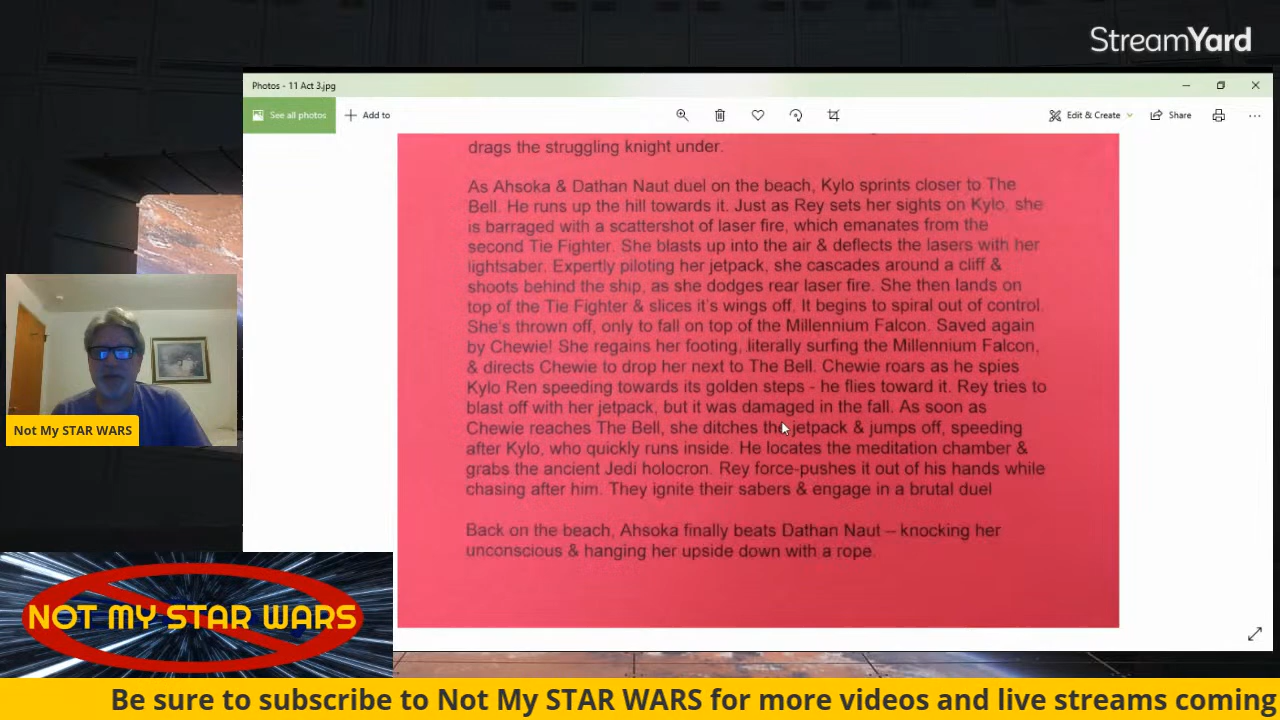 StreamYard
Photos - 11 Act 3.jpg
See all photos
Add to
Edit & Create
Share
drags the struggling knight under.
As Ahsoka & Dathan Naut duel on the beach, Kylo sprints closer to The
Bell. He runs up the hill towards it. Just as Rey sets her sights on Kylo, she
is barraged with a scattershot of laser fire, which emanates from the
second Tie Fighter. She blasts up into the air & deflects the lasers with her
lightsaber. Expertly piloting her jetpack, she cascades around a cliff &
shoots behind the ship, as she dodges rear laser fire. She then lands on
top of the Tie Fighter & slices it's wings off. It begins to spiral out of control.
She's thrown off, only to fall on top of the Millennium Falcon. Saved again
by Chewie! She regains her footing, literally surfing the Millennium Falcon,
& directs Chewie to drop her next to The Bell. Chewie roars as he spies
Kylo Ren speeding towards its golden steps - he flies toward it. Rey tries to
blast off with her jetpack, but it was damaged in the fall. As soon as
Chewie reaches The Bell, she ditches the jetpack & jumps off, speeding
after Kylo, who quickly runs inside. He locates the meditation chamber &
grabs the ancient Jedi holocron. Rey force-pushes it out of his hands while
chasing after him. They ignite their sabers & engage in a brutal duel
Back on the beach, Ahsoka finally beats Dathan Naut -- knocking her
unconscious & hanging her upside down with a rope.
Not My STAR WARS
NOT MY STAR WARS
Be sure to subscribe to Not My STAR WARS for more videos and live streams coming